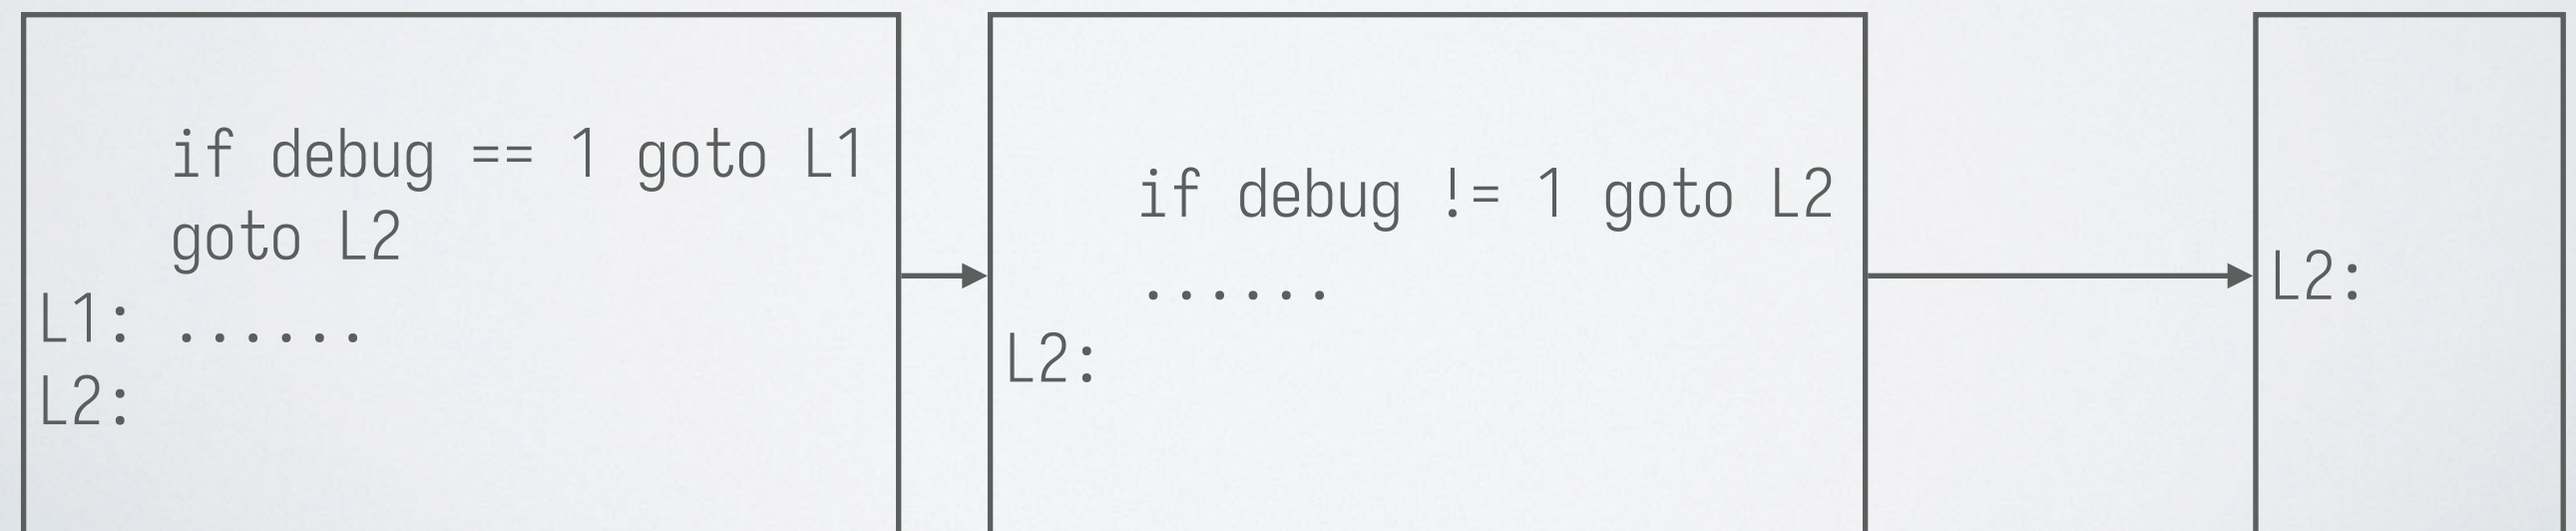 if debug == 1 goto L1
goto L2
L1: ......
L2:
if debug != 1 goto L2
......
L2:
L2: